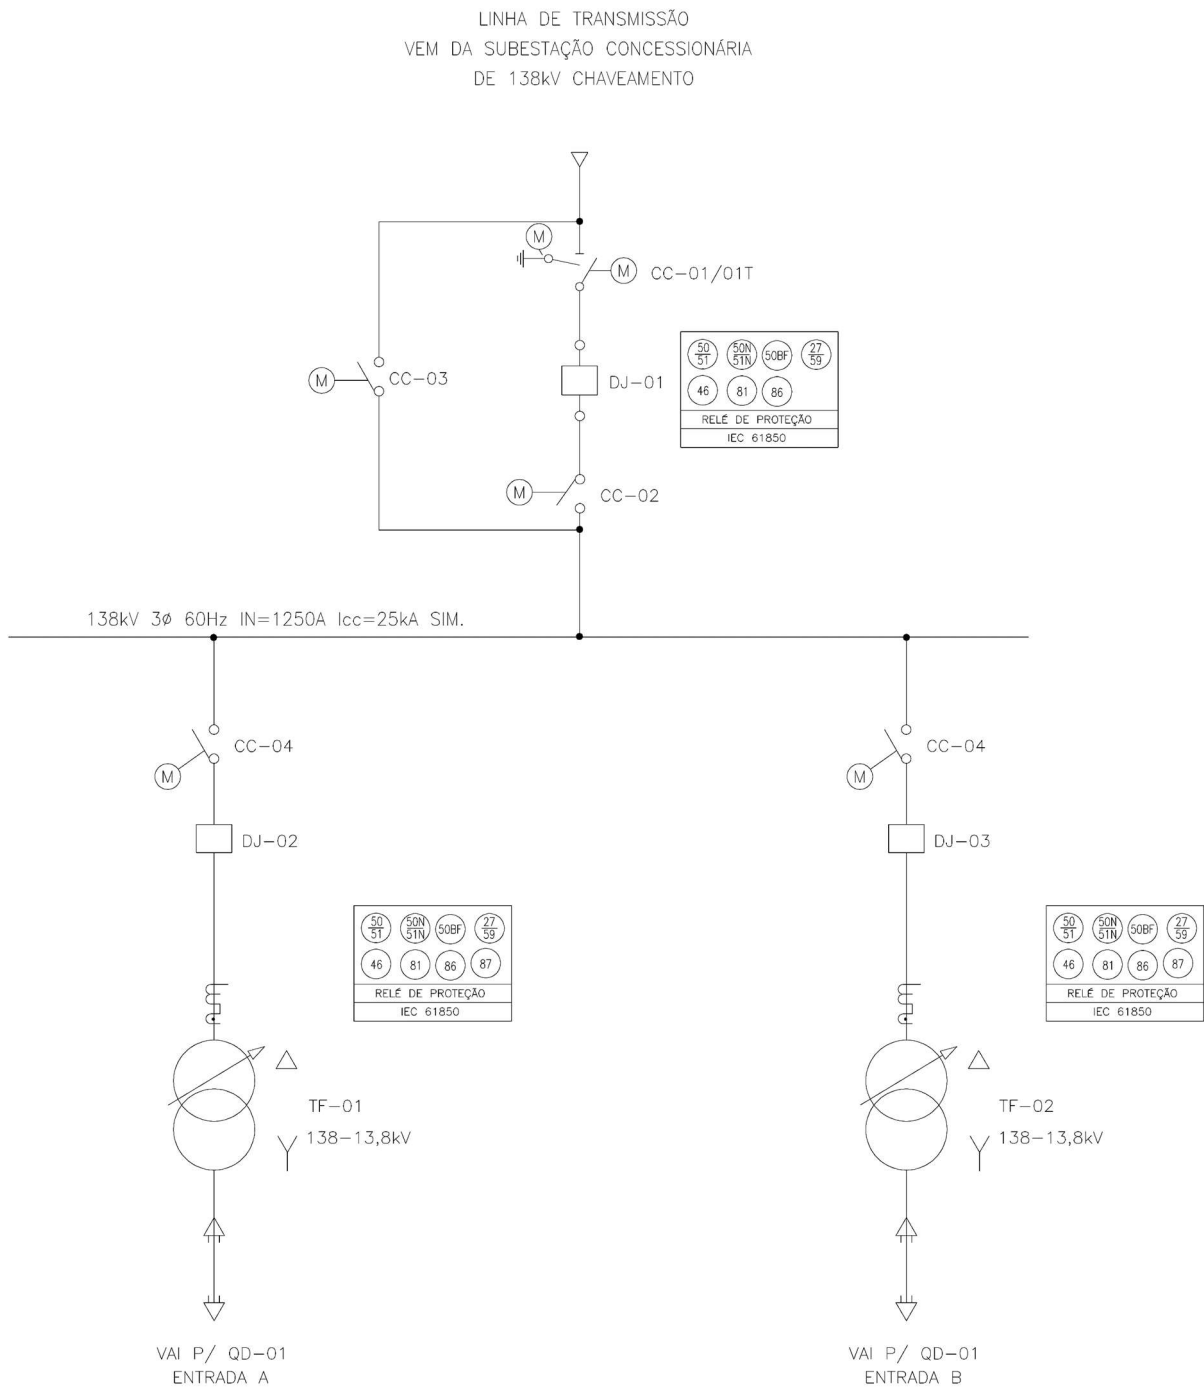 LINHA DE TRANSMISSÃO
VEM DA SUBESTAÇÃO CONCESSIONÁRIA
DE 138kV CHAVEAMENTO
M
M
CC-01/01T
50
51
50N
51N
50BF
27
59
46
81
86
RELÉ DE PROTEÇÃO
IEC 61850
M
CC-03
DJ-01
M
CC-02
138kV 3Ø 60Hz IN=1250A Icc=25kA SIM.
CC-04
M
DJ-02
CC-04
M
DJ-03
50
51
50N
51N
50BF
27
59
46
81
86
87
RELÉ DE PROTEÇÃO
IEC 61850
50
51
50N
51N
50BF
27
59
46
81
86
87
RELÉ DE PROTEÇÃO
IEC 61850
TF-01
138-13,8kV
TF-02
138-13,8kV
VAI P/ QD-01
ENTRADA A
VAI P/ QD-01
ENTRADA B